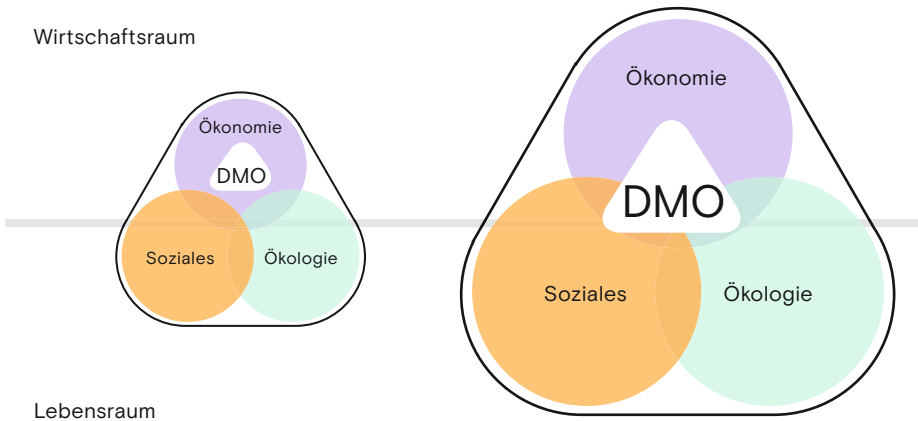 Wirtschaftsraum
Ökonomie
DMO
Soziales
Ökologie
Ökonomie
DMO
Soziales
Ökologie
Lebensraum